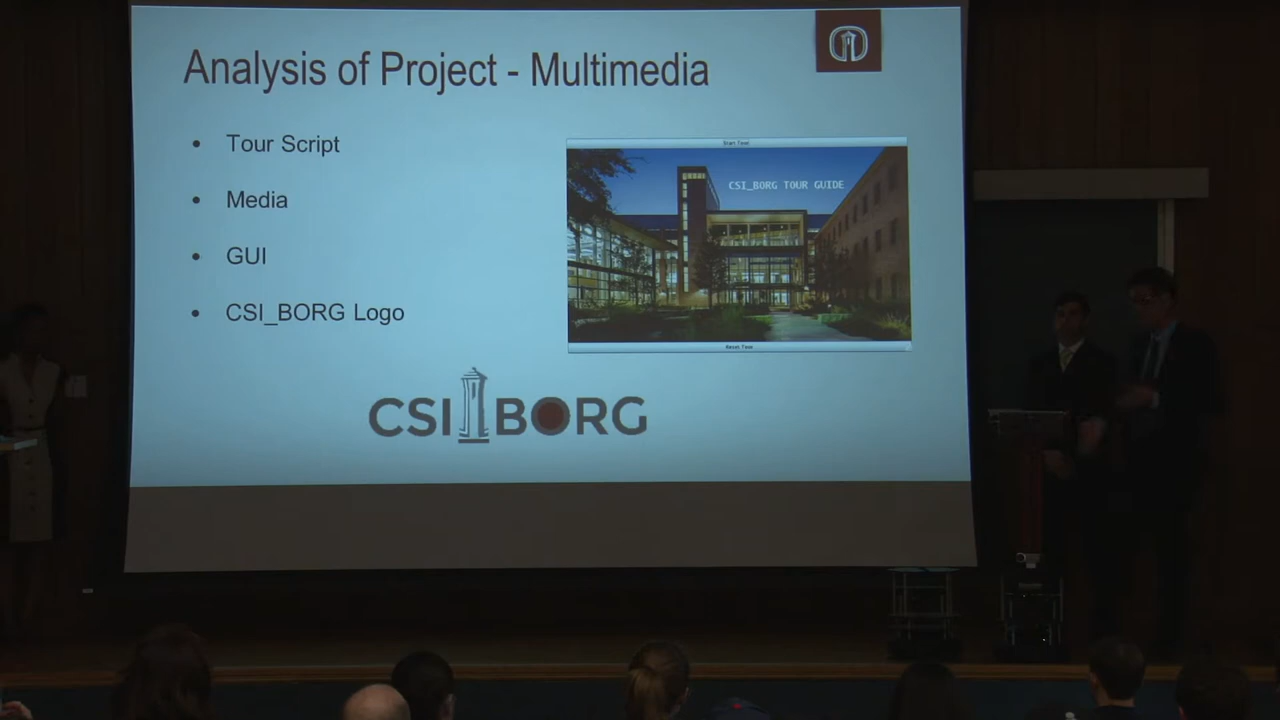 Analysis of Project - Multimedia
• Tour Script
• Media
• GUI
• CSI_BORG Logo
Start Tour
CSI_BORG TOUR GUIDE
Reset Tour
CSI BORG